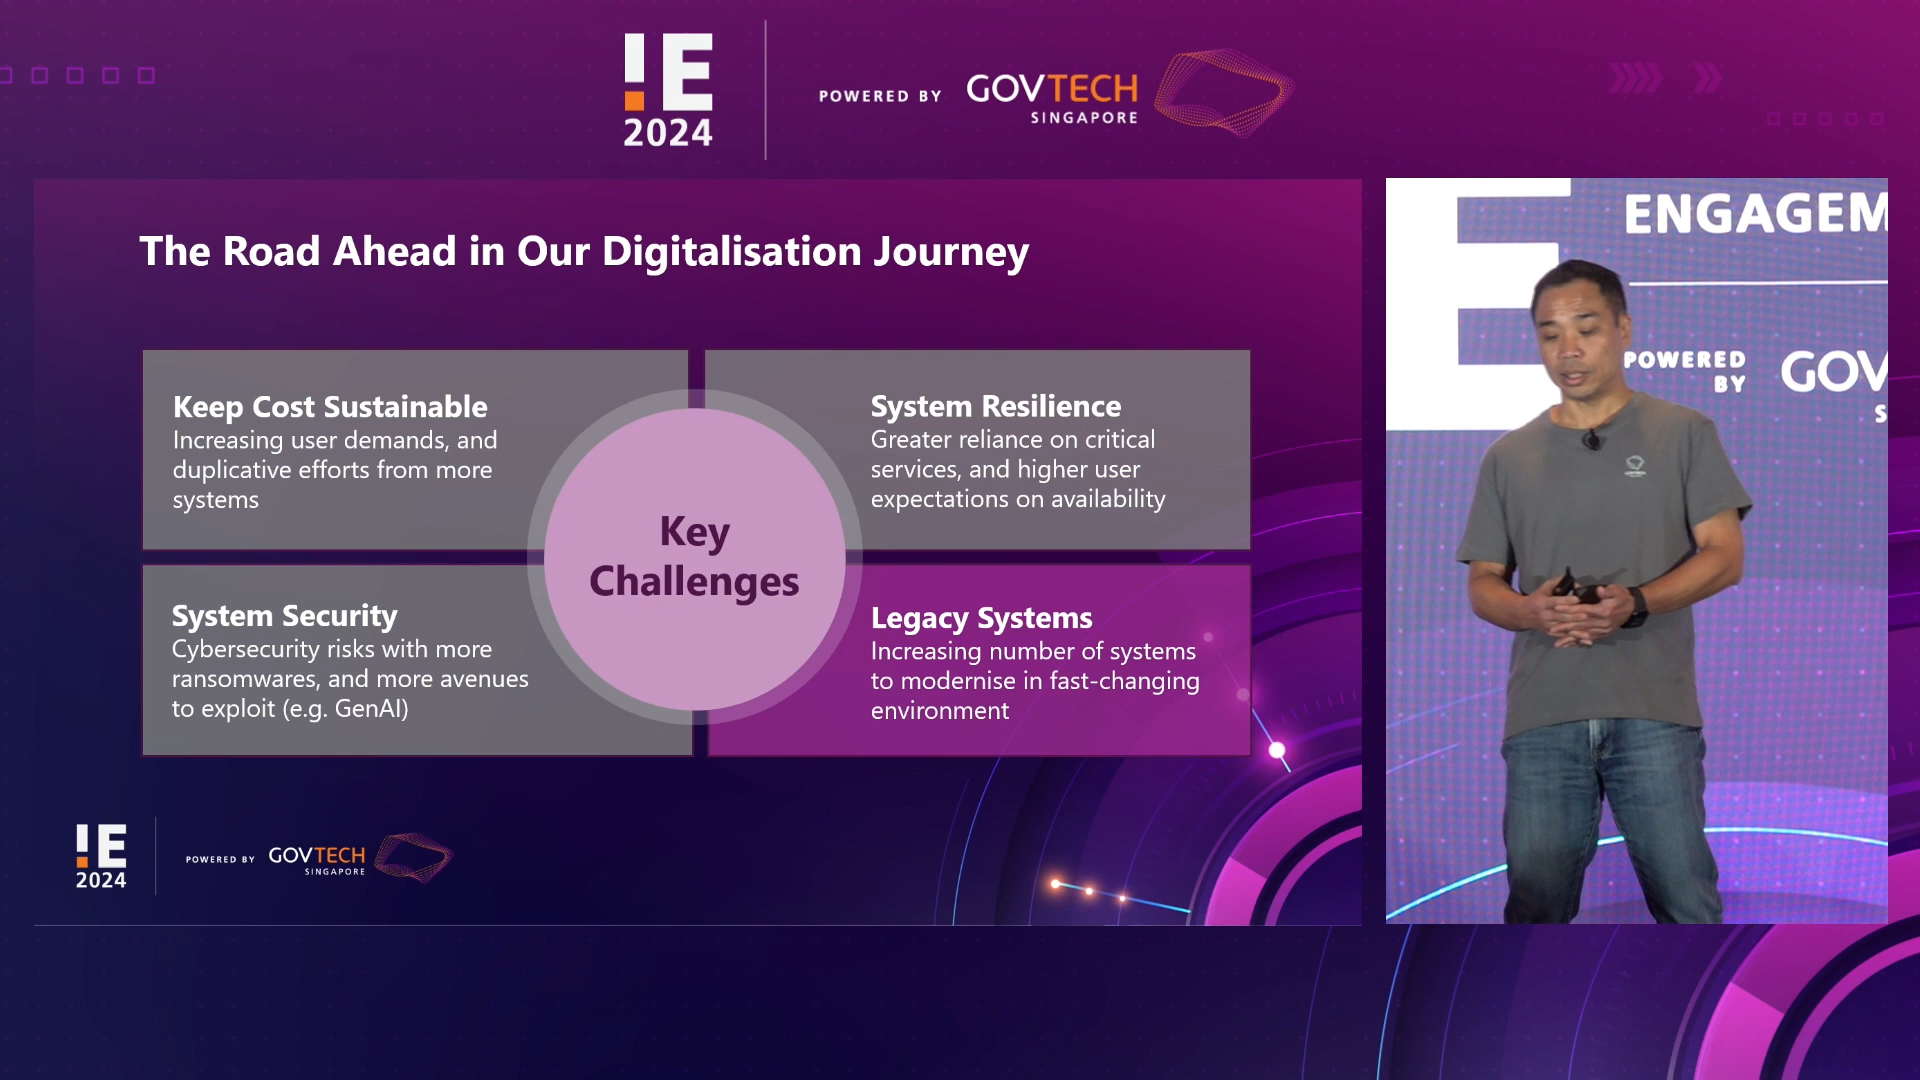 !E
2024
POWERED BY
GOVTECH
SINGAPORE
The Road Ahead in Our Digitalisation Journey
Keep Cost Sustainable
Increasing user demands, and
duplicative efforts from more
systems
System Resilience
Greater reliance on critical
services, and higher user
expectations on availability
Key
Challenges
System Security
Cybersecurity risks with more
ransomwares, and more avenues
to exploit (e.g. GenAI)
Legacy Systems
Increasing number of systems
to modernise in fast-changing
environment
!E
2024
POWERED BY
GOVTECH
SINGAPORE
E
ENGAGEM
POWERED
BY
GOV
S